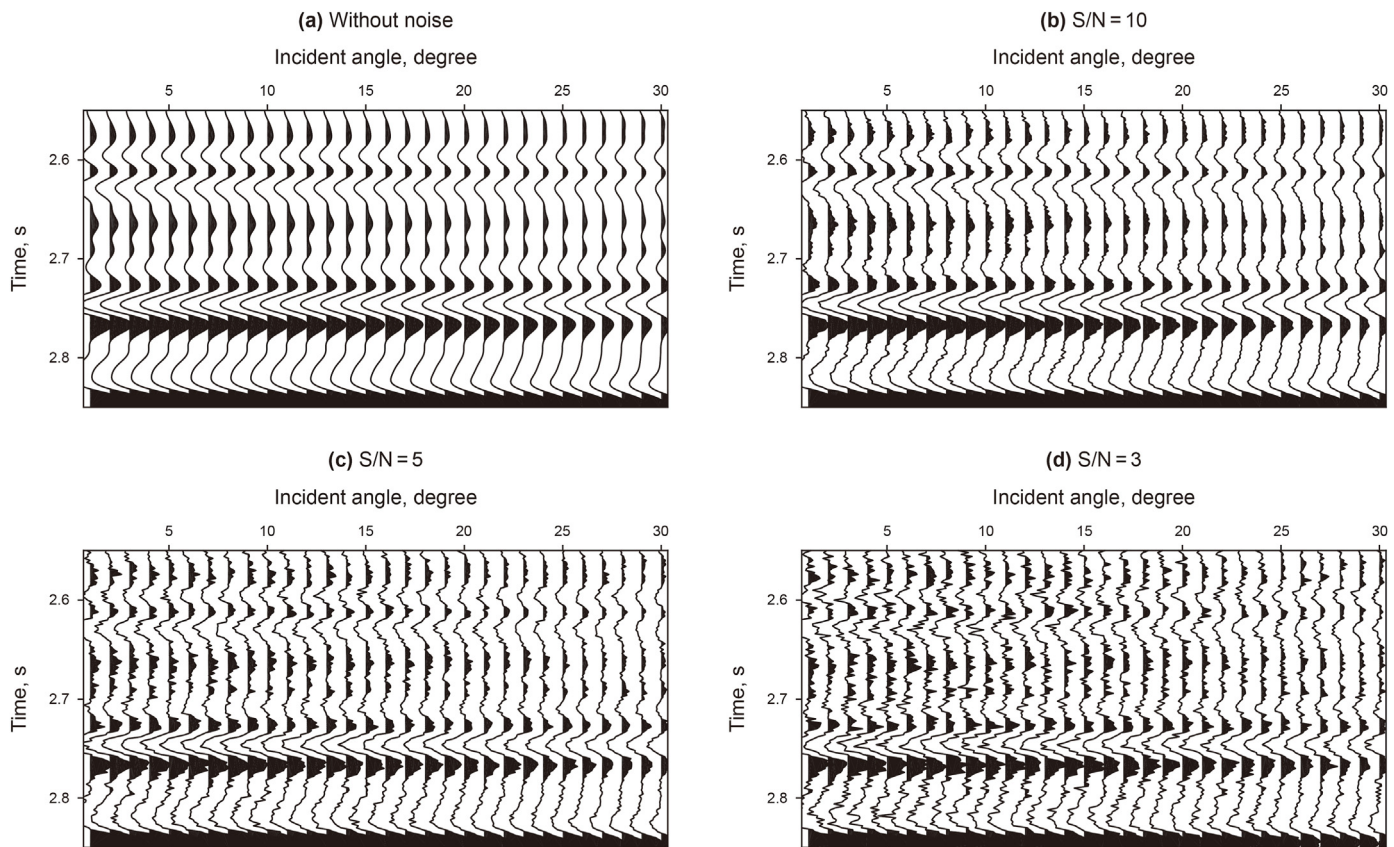 (a) Without noise
Incident angle, degree
5 10 15 20 25 30
2.6
2.7
2.8
Time, s
(b) S/N = 10
Incident angle, degree
5 10 15 20 25 30
2.6
2.7
2.8
Time, s
(c) S/N = 5
Incident angle, degree
5 10 15 20 25 30
2.6
2.7
2.8
Time, s
(d) S/N = 3
Incident angle, degree
5 10 15 20 25 30
2.6
2.7
2.8
Time, s